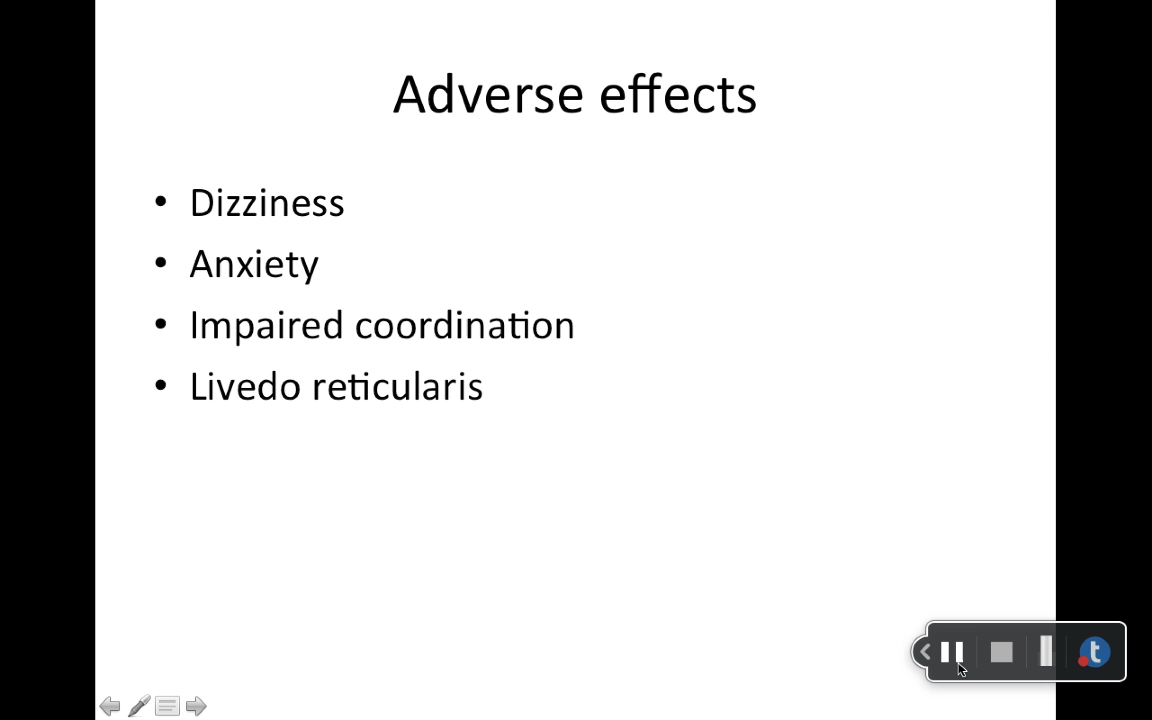 Adverse effects
• Dizziness
• Anxiety
• Impaired coordination
• Livedo reticularis
t